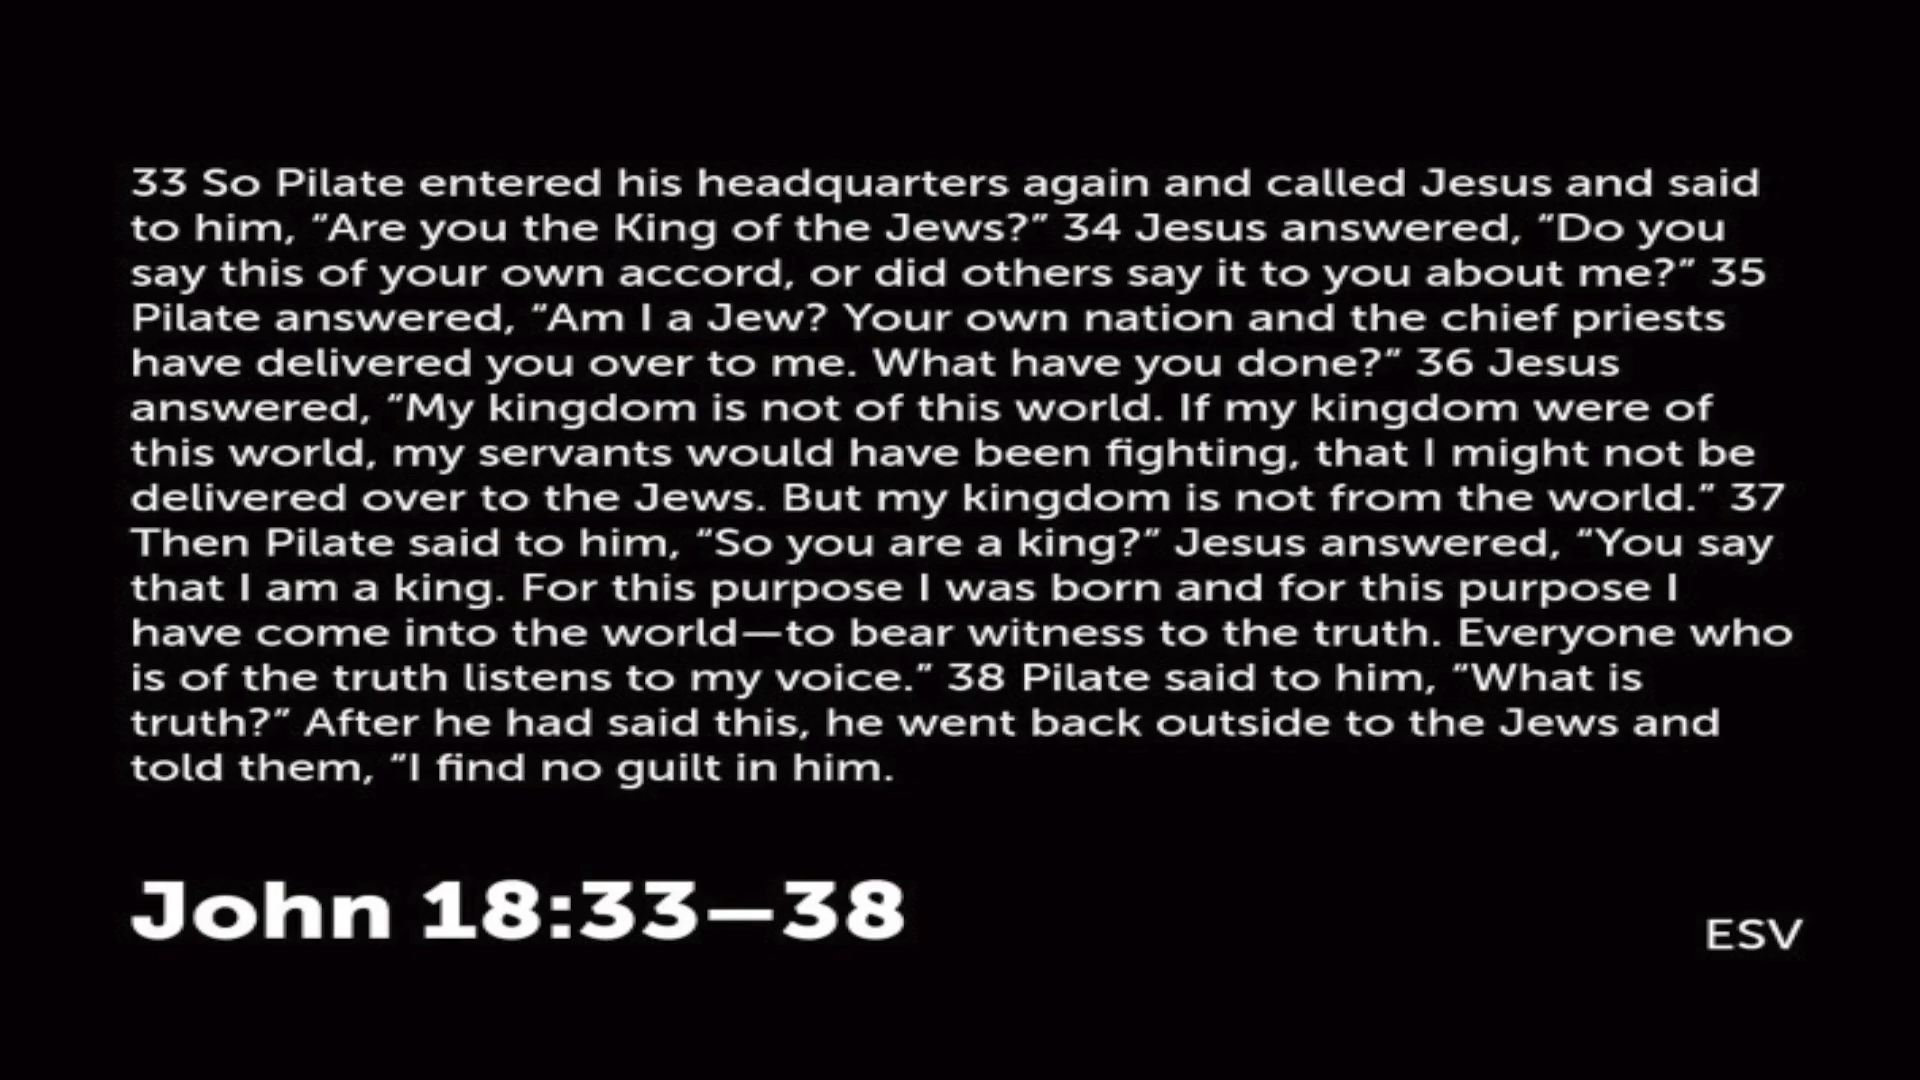 33 So Pilate entered his headquarters again and called Jesus and said
to him, “Are you the King of the Jews?” 34 Jesus answered, “Do you
say this of your own accord, or did others say it to you about me?” 35
Pilate answered, “Am I a Jew? Your own nation and the chief priests
have delivered you over to me. What have you done?” 36 Jesus
answered, “My kingdom is not of this world. If my kingdom were of
this world, my servants would have been fighting, that I might not be
delivered over to the Jews. But my kingdom is not from the world.” 37
Then Pilate said to him, “So you are a king?” Jesus answered, “You say
that I am a king. For this purpose I was born and for this purpose I
have come into the world—to bear witness to the truth. Everyone who
is of the truth listens to my voice.” 38 Pilate said to him, “What is
truth?” After he had said this, he went back outside to the Jews and
told them, “I find no guilt in him.
John 18:33–38
ESV